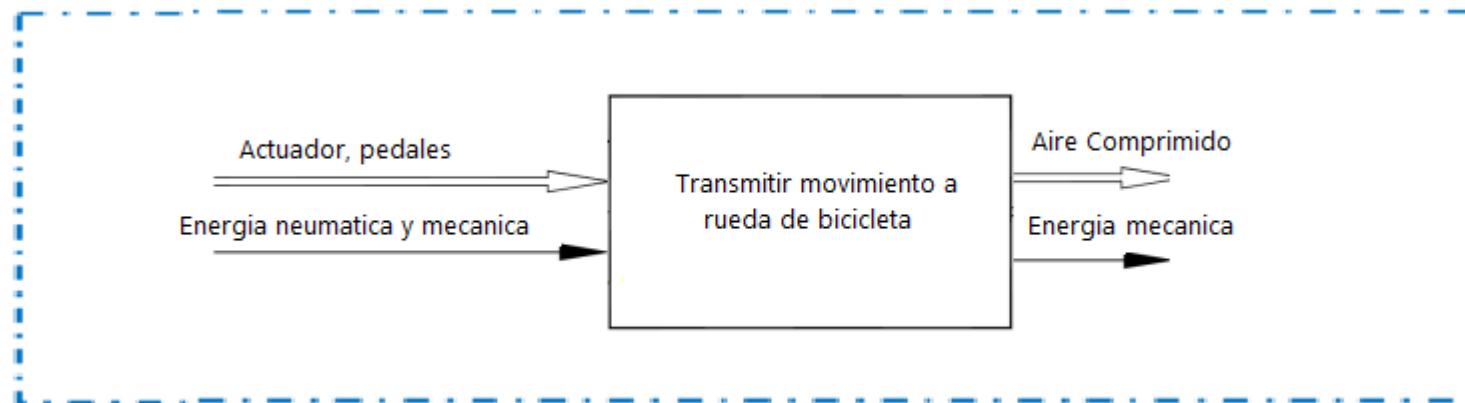 Actuador, pedales
Energia neumatica y mecanica
Transmitir movimiento a
rueda de bicicleta
Aire Comprimido
Energia mecanica